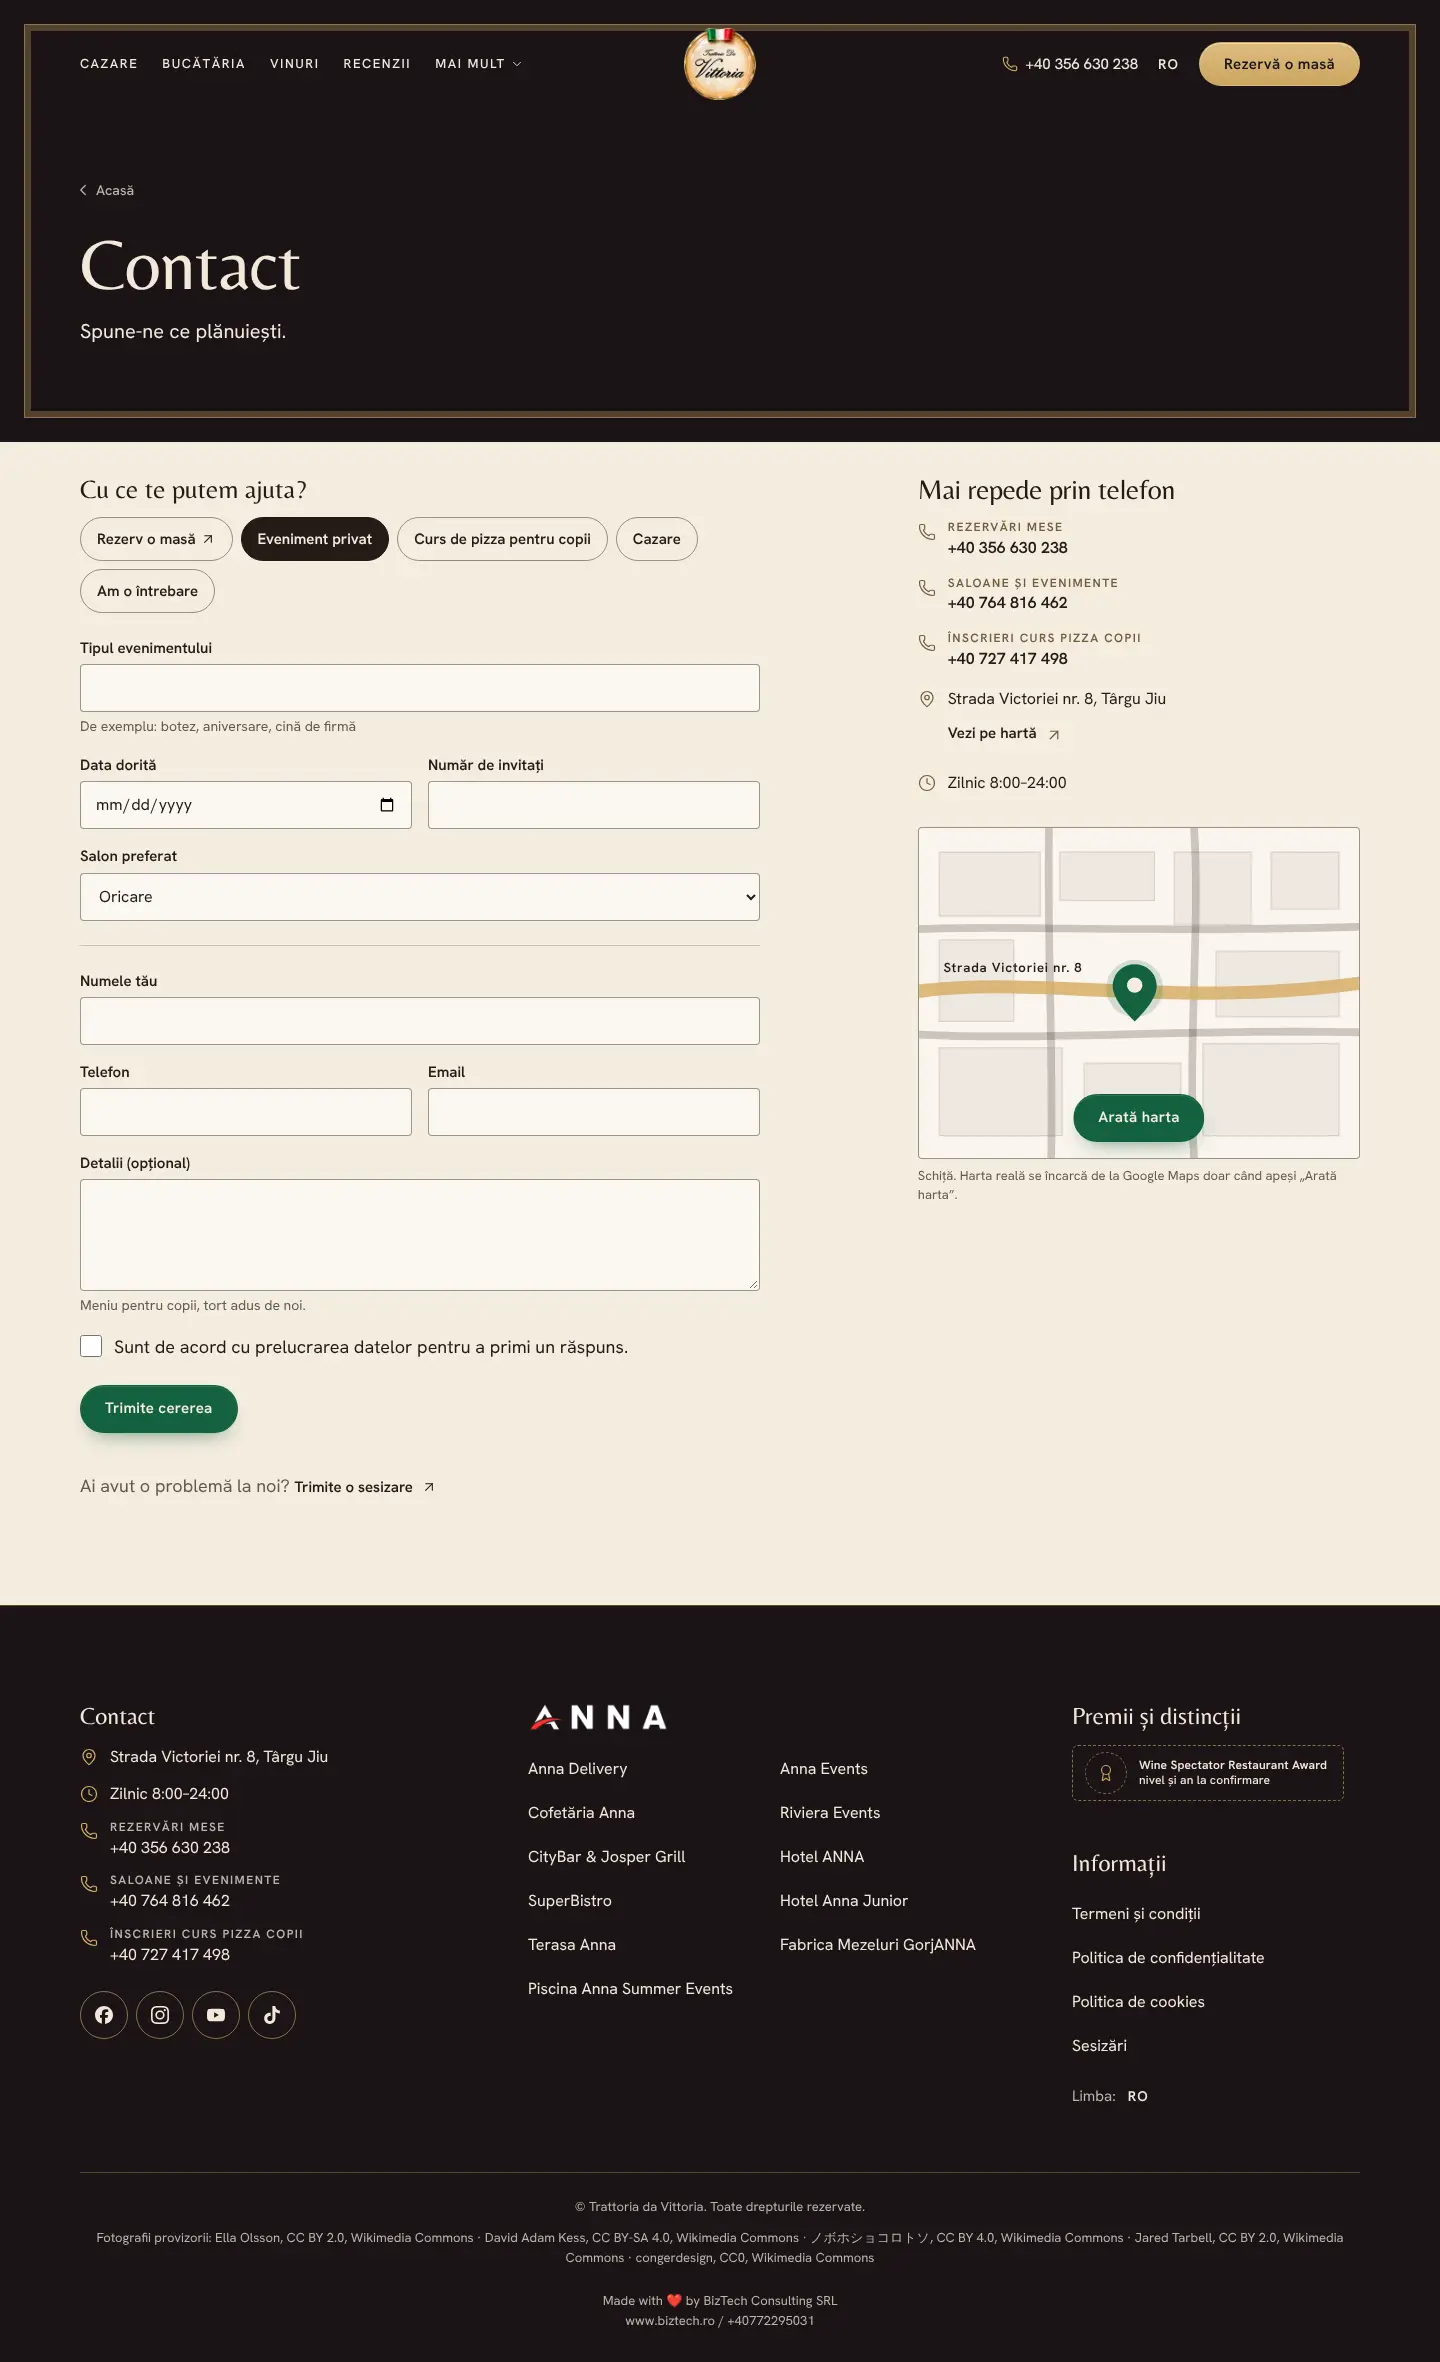 CAZARE
BUCĂTĂRIA
VINURI
RECENZII
MAI MULT
Trattoria Da
Vittoria
+40 356 630 238
RO
Rezervă o masă
Acasă
Contact
Spune-ne ce plănuiești.
Cu ce te putem ajuta?
Rezerv o masă
Eveniment privat
Curs de pizza pentru copii
Cazare
Am o întrebare
Tipul evenimentului
De exemplu: botez, aniversare, cină de firmă
Data dorită
Număr de invitați
mm/dd/yyyy
Salon preferat
Oricare
Numele tău
Telefon
Email
Detalii (opțional)
Meniu pentru copii, tort adus de noi.
Sunt de acord cu prelucrarea datelor pentru a primi un răspuns.
Trimite cererea
Ai avut o problemă la noi? Trimite o sesizare
Mai repede prin telefon
REZERVĂRI MESE
+40 356 630 238
SALOANE ȘI EVENIMENTE
+40 764 816 462
ÎNSCRIERI CURS PIZZA COPII
+40 727 417 498
Strada Victoriei nr. 8, Târgu Jiu
Vezi pe hartă
Zilnic 8:00–24:00
Strada Victoriei nr. 8
Arată harta
Schiță. Harta reală se încarcă de la Google Maps doar când apeși „Arată
harta”.
Contact
Strada Victoriei nr. 8, Târgu Jiu
Zilnic 8:00–24:00
REZERVĂRI MESE
+40 356 630 238
SALOANE ȘI EVENIMENTE
+40 764 816 462
ÎNSCRIERI CURS PIZZA COPII
+40 727 417 498
ANNA
Anna Delivery
Cofetăria Anna
CityBar & Josper Grill
SuperBistro
Terasa Anna
Piscina Anna Summer Events
Anna Events
Riviera Events
Hotel ANNA
Hotel Anna Junior
Fabrica Mezeluri GorjANNA
Premii și distincții
Wine Spectator Restaurant Award
nivel și an la confirmare
Informații
Termeni și condiții
Politica de confidențialitate
Politica de cookies
Sesizări
Limba: RO
© Trattoria da Vittoria. Toate drepturile rezervate.
Fotografii provizorii: Ella Olsson, CC BY 2.0, Wikimedia Commons · David Adam Kess, CC BY-SA 4.0, Wikimedia Commons · ノボホショコロトソ, CC BY 4.0, Wikimedia Commons · Jared Tarbell, CC BY 2.0, Wikimedia
Commons · congerdesign, CC0, Wikimedia Commons
Made with ❤️ by BizTech Consulting SRL
www.biztech.ro / +40772295031